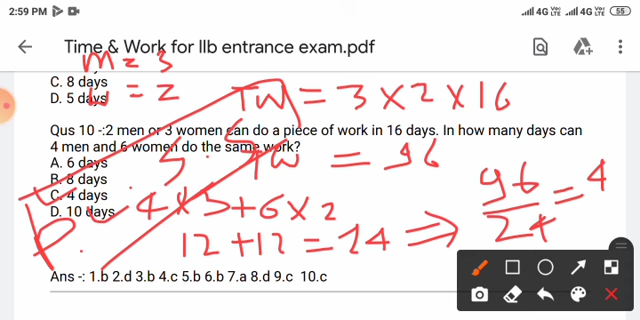 2:59 PM 4G 4G 55
Time & Work for llb entrance exam.pdf
m = 3
C. 8 days
w = 2
D. 5 days
TW = 3 × 2 × 16
Qus 10 -:2 men or 3 women can do a piece of work in 16 days. In how many days can
4 men and 6 women do the same work?
TW = 96
A. 6 days
B. 8 days
C. 4 days
D. 10 days
4 × 3 + 6 × 2
12 + 12 = 24 ⇒ 96/24 = 4
Ans -: 1.b 2.d 3.b 4.c 5.b 6.b 7.a 8.d 9.c 10.c